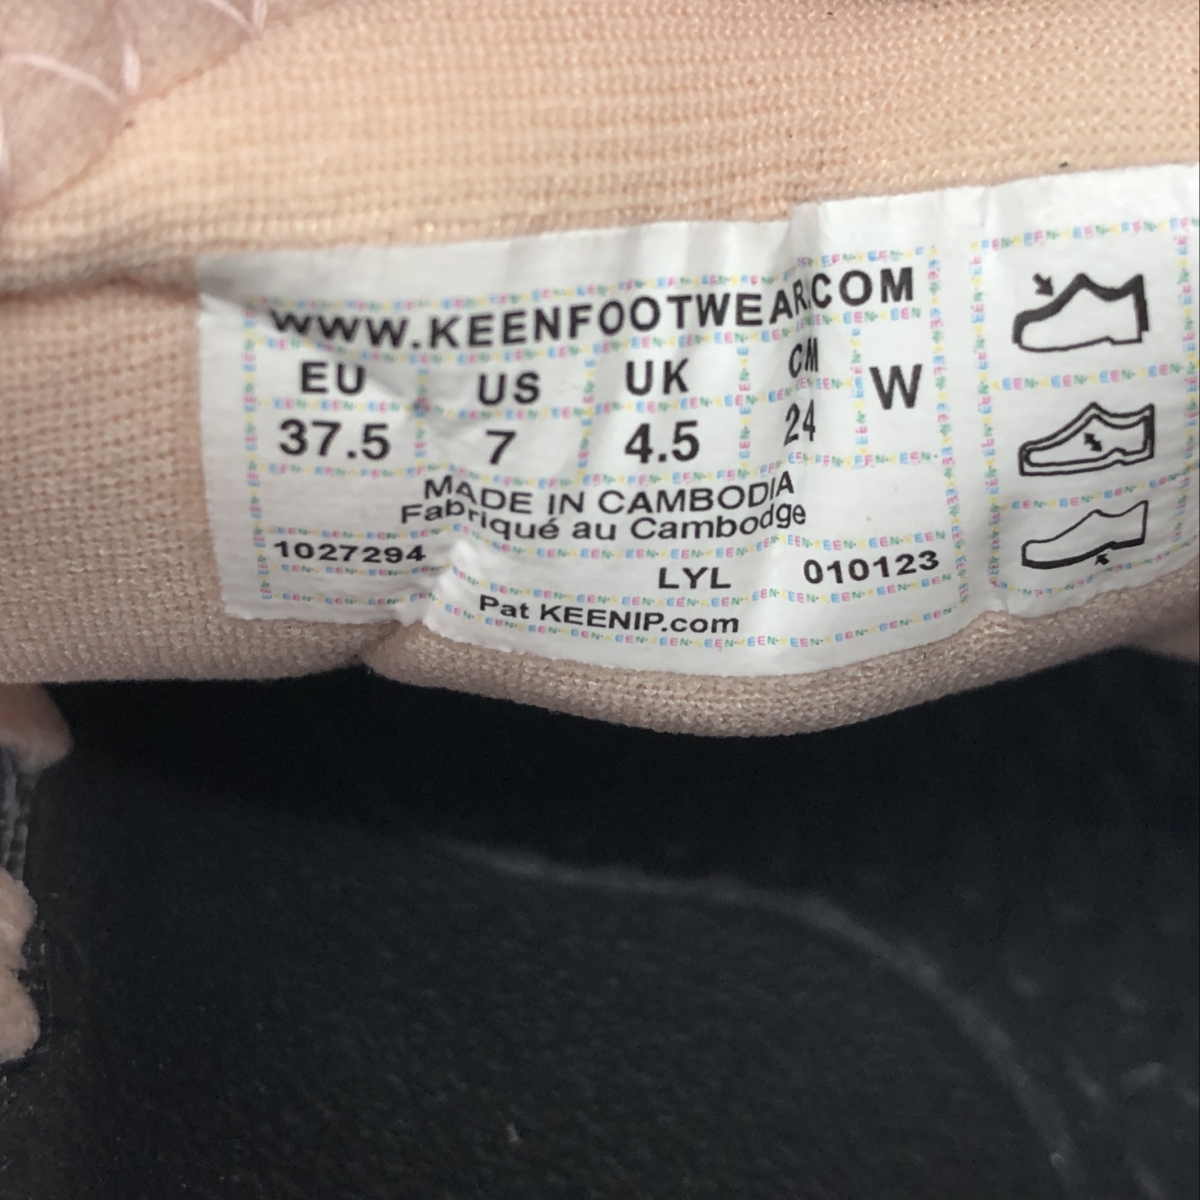 WWW.KEENFOOTWEAR.COM
EU US UK CM W
37.5 7 4.5 24
MADE IN CAMBODIA
Fabriqué au Cambodge
1027294 LYL 010123
Pat KEENIP.com